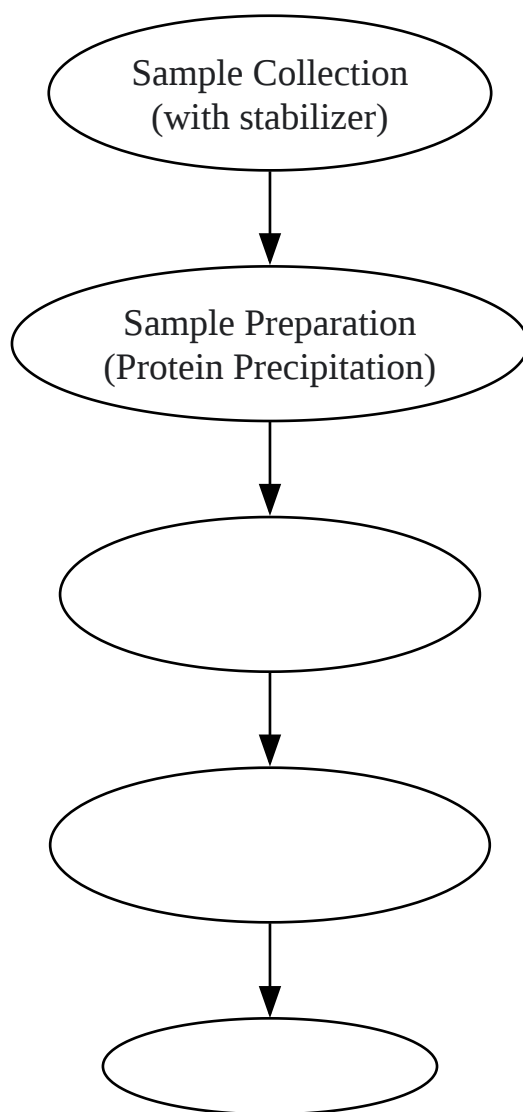 Sample Collection
(with stabilizer)
Sample Preparation
(Protein Precipitation)